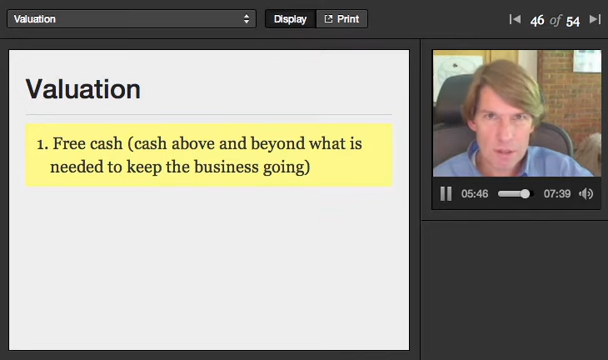 Valuation
Display
Print
46 of 54
Valuation
1. Free cash (cash above and beyond what is
needed to keep the business going)
05:46
07:39